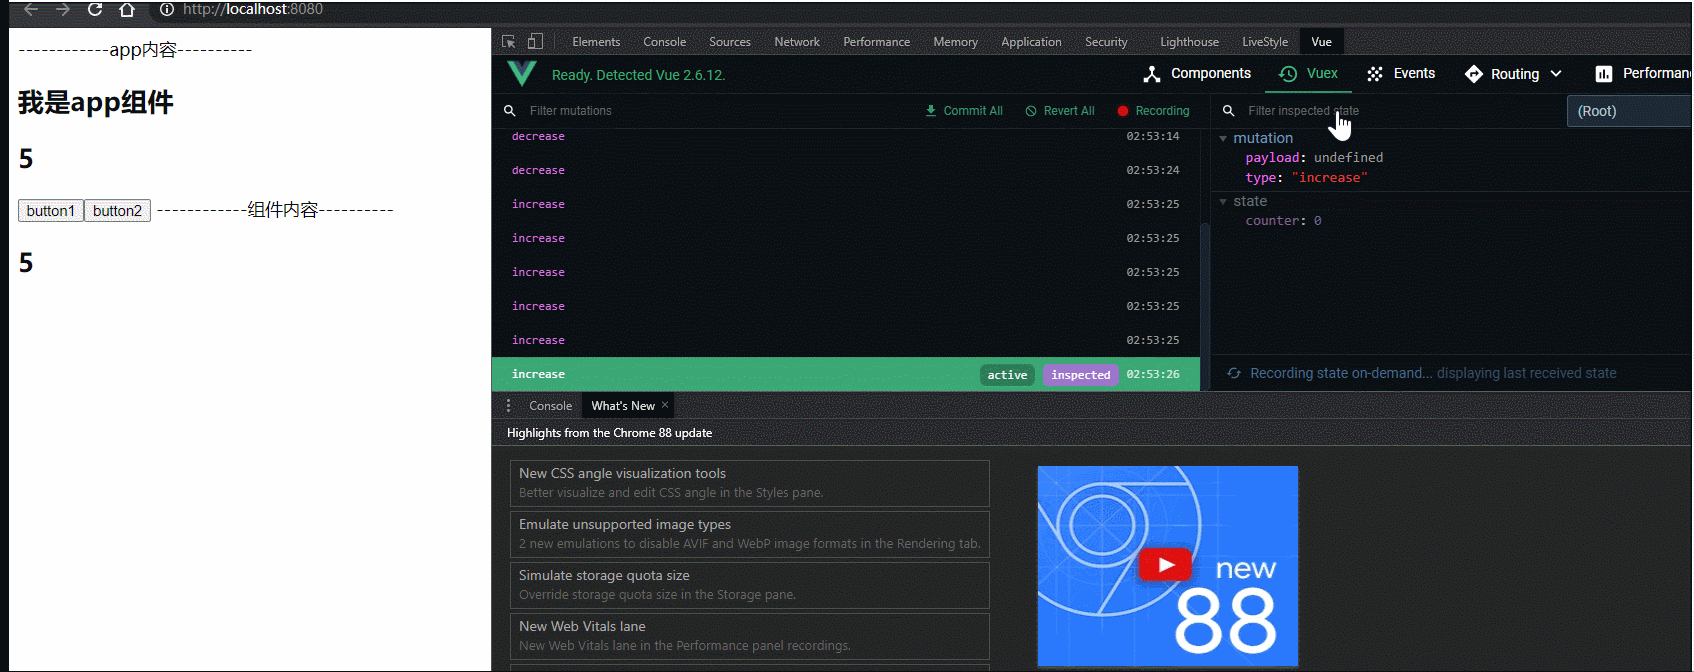 http://localhost:8080
------------app内容----------
我是app组件
5
button1 button2 ------------组件内容----------
5
Elements Console Sources Network Performance Memory Application Security Lighthouse LiveStyle Vue
Ready. Detected Vue 2.6.12.
Components Vuex Events Routing Performan
Filter mutations Commit All Revert All Recording
Filter inspected state (Root)
decrease 02:53:14
decrease 02:53:24
increase 02:53:25
increase 02:53:25
increase 02:53:25
increase 02:53:25
increase 02:53:25
increase active inspected 02:53:26
mutation
payload: undefined
type: "increase"
state
counter: 0
Recording state on-demand... displaying last received state
Console What's New ×
Highlights from the Chrome 88 update
New CSS angle visualization tools
Better visualize and edit CSS angle in the Styles pane.
Emulate unsupported image types
2 new emulations to disable AVIF and WebP image formats in the Rendering tab.
Simulate storage quota size
Override storage quota size in the Storage pane.
New Web Vitals lane
New Web Vitals lane in the Performance panel recordings.
new
88